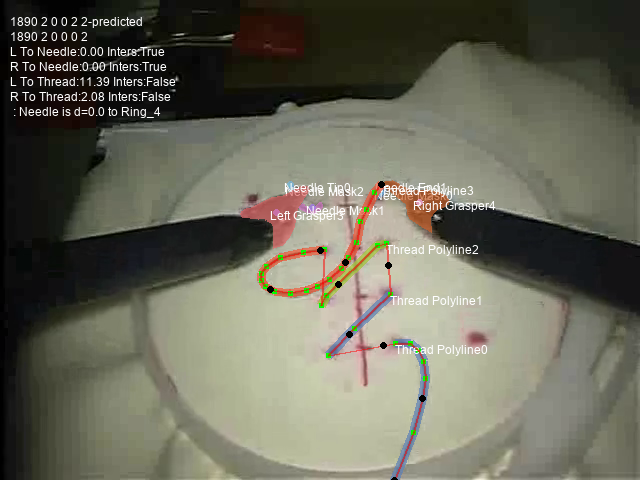 1890 2 0 0 2 2-predicted
1890 2 0 0 0 2
L To Needle:0.00 Inters:True
R To Needle:0.00 Inters:True
L To Thread:11.39 Inters:False
R To Thread:2.08 Inters:False
: Needle is d=0.0 to Ring_4
Needle Tip0
Needle Mask2
Thread Polyline3
Right Grasper4
Needle Mask1
Left Grasper3
Thread Polyline2
Thread Polyline1
Thread Polyline0